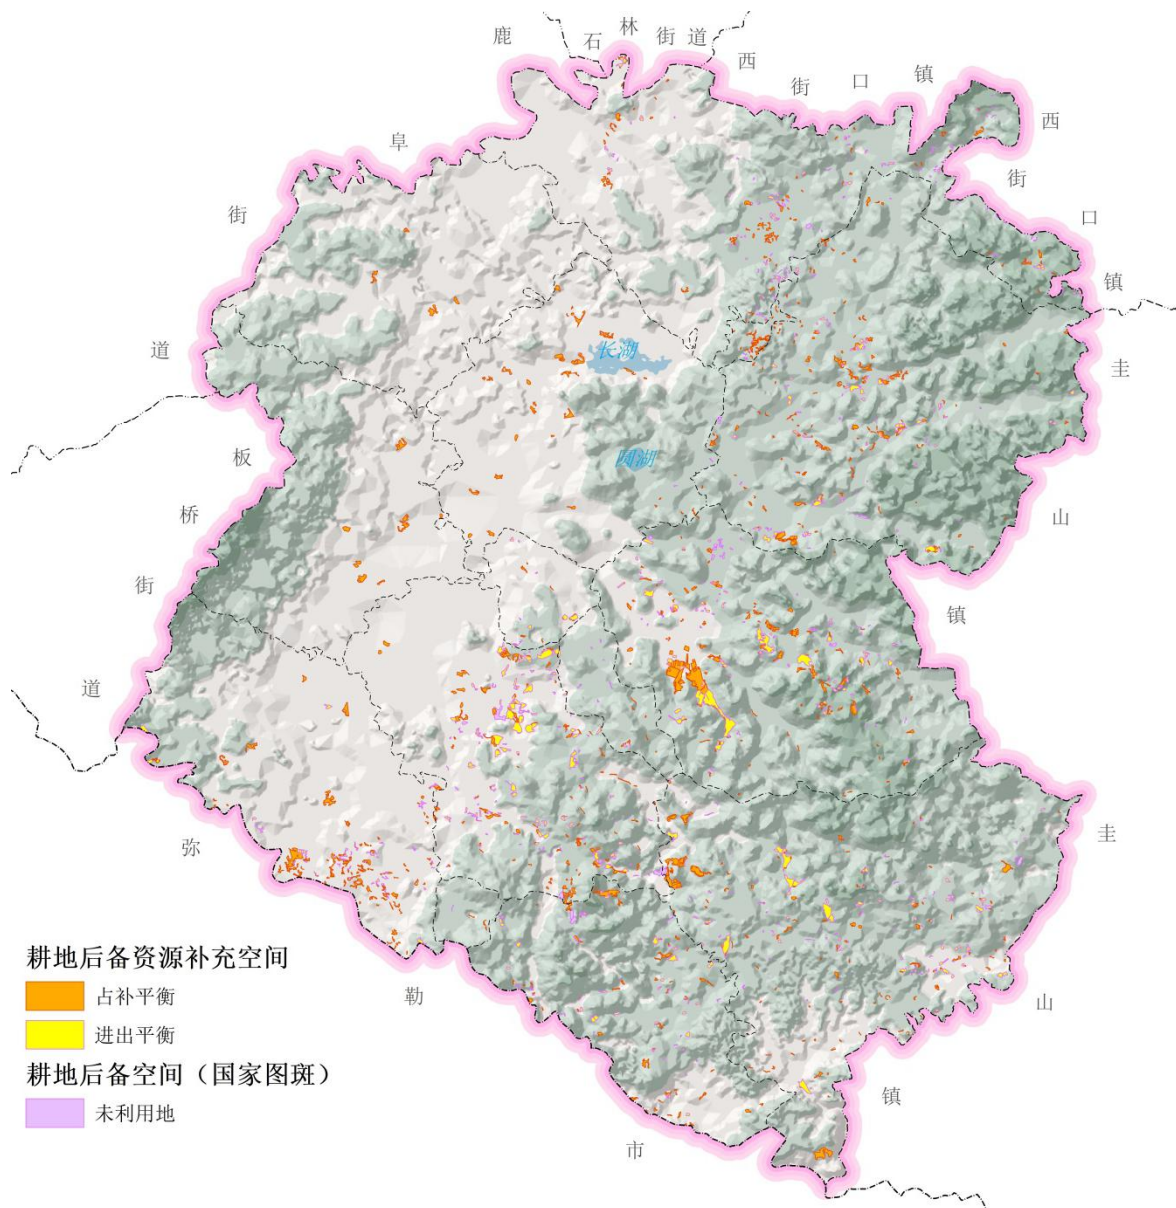 鹿石林街道
西街口镇
西街口镇
阜
街
道
圭
山
镇
板
桥
街
道
长湖
圆湖
圭
山
镇
弥
勒
市
耕地后备资源补充空间
占补平衡
进出平衡
耕地后备空间（国家图斑）
未利用地